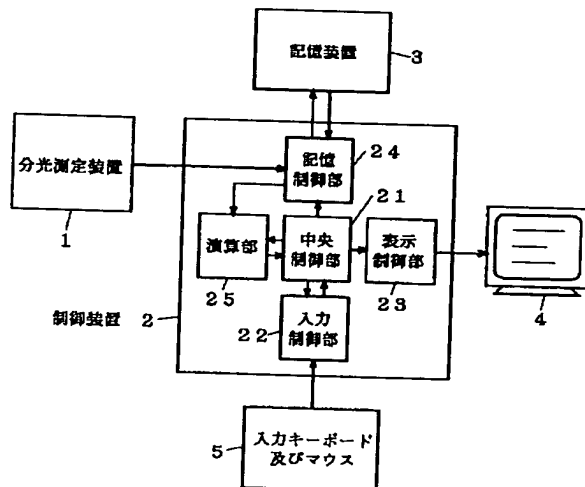 記憶装置
3
分光測定装置
1
記憶
制御部
24
21
演算部
25
中央
制御部
表示
制御部
23
4
制御装置
2
22
入力
制御部
5
入力キーボード
及びマウス